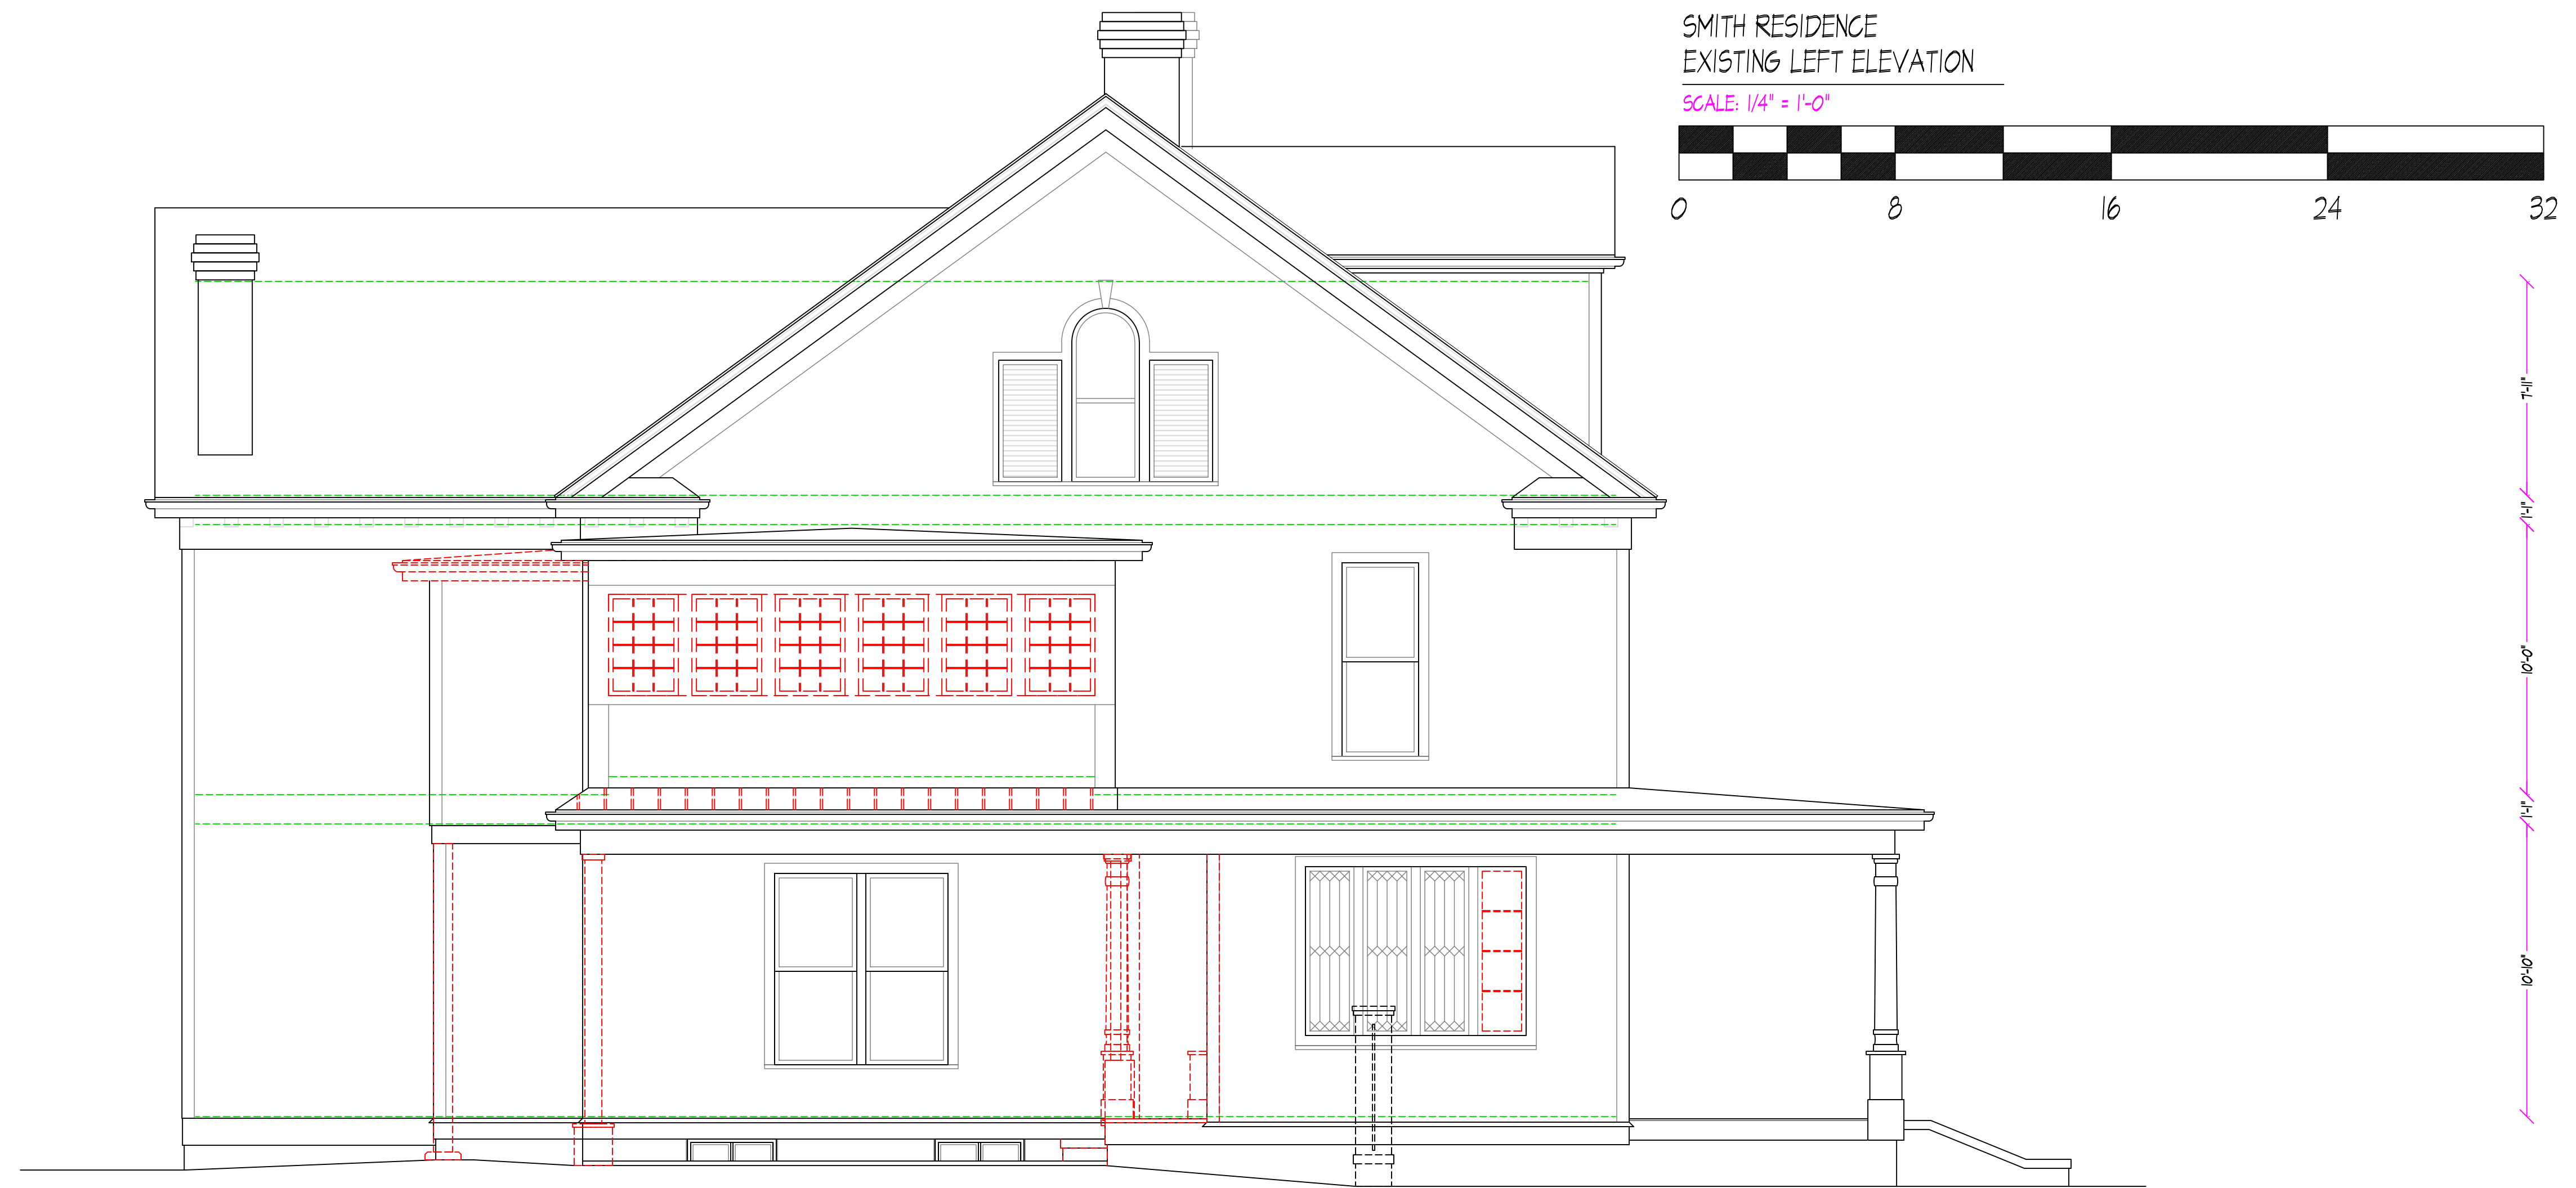 SMITH RESIDENCE
EXISTING LEFT ELEVATION
SCALE: 1/4" = 1'-0"
0 8 16 24 32
7'-11"
1'-1"
10'-0"
1'-1"
10'-10"